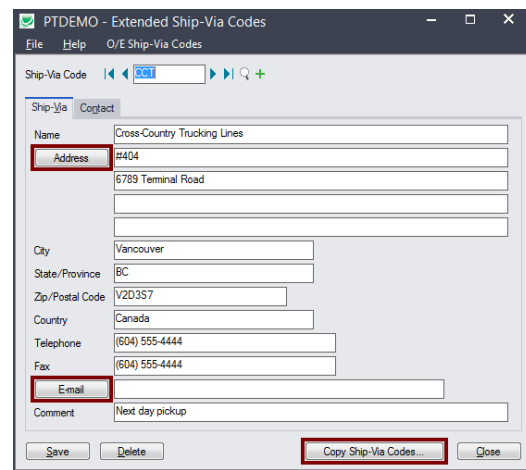 PTDEMO - Extended Ship-Via Codes
File Help O/E Ship-Via Codes
Ship-Via Code CCT
Ship-Via Contact
Name Cross-Country Trucking Lines
Address #404
6789 Terminal Road
City Vancouver
State/Province BC
Zip/Postal Code V2D3S7
Country Canada
Telephone (604) 555-4444
Fax (604) 555-4444
E-mail
Comment Next day pickup
Save Delete Copy Ship-Via Codes... Close